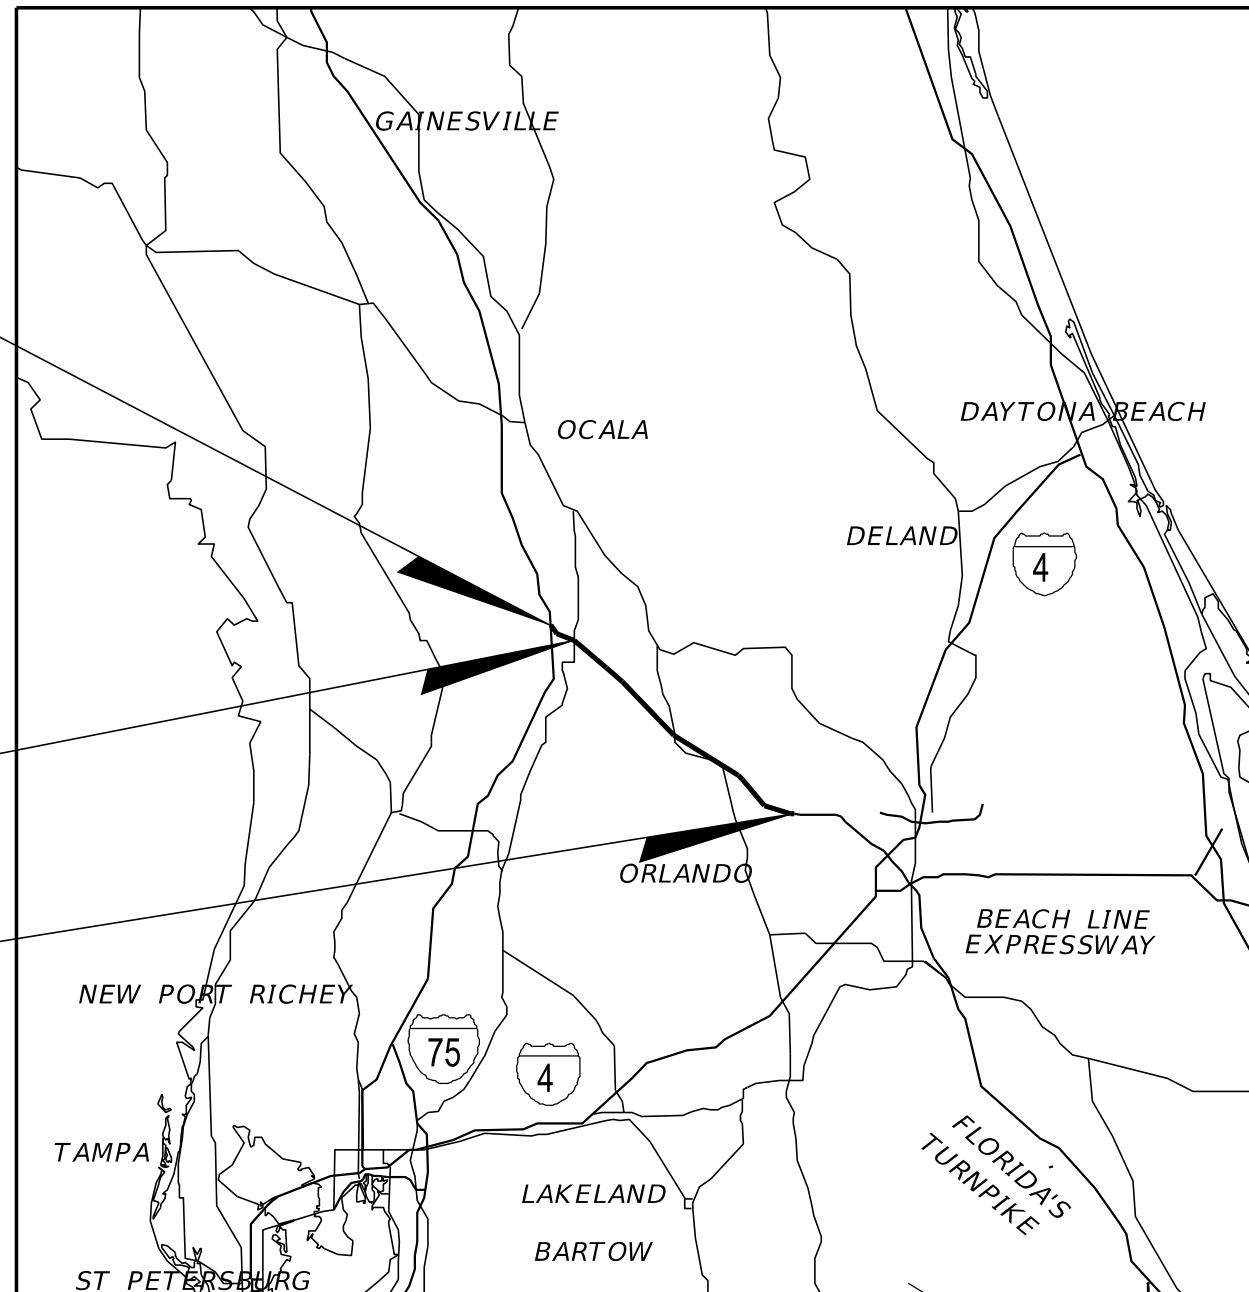 GAINESVILLE
DAYTONA BEACH
OCALA
DELAND
4
ORLANDO
BEACH LINE
EXPRESSWAY
NEW PORT RICHEY
75
4
TAMPA
FLORIDA'S
TURNPIKE
LAKELAND
BARTOW
ST PETERSBURG